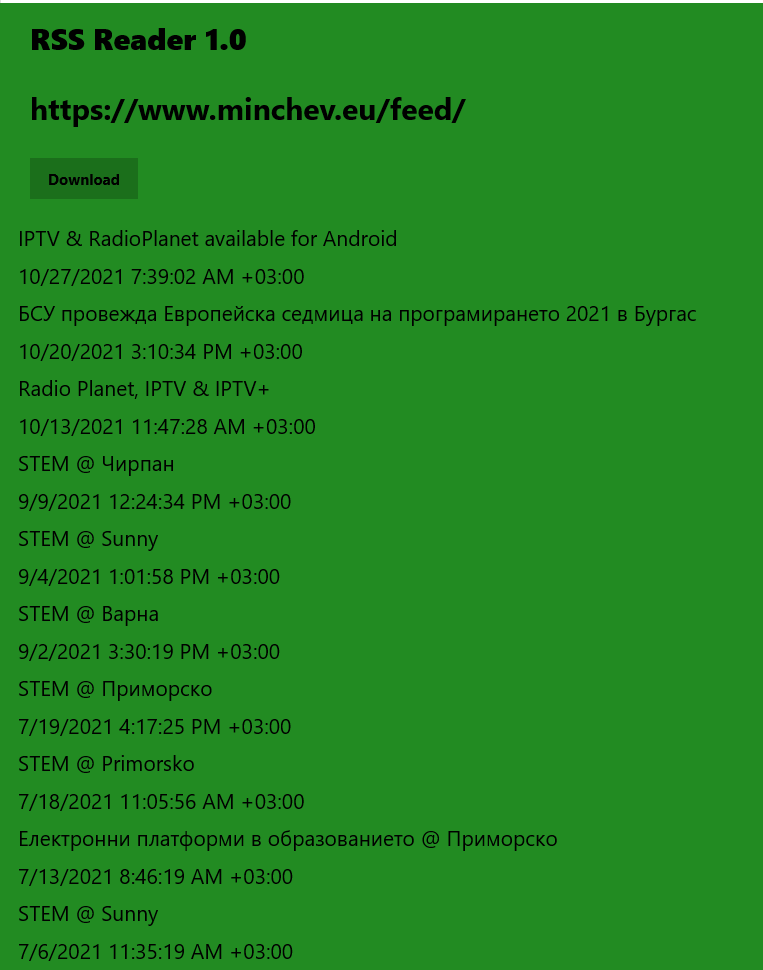 RSS Reader 1.0
https://www.minchev.eu/feed/
Download
IPTV & RadioPlanet available for Android
10/27/2021 7:39:02 AM +03:00
БСУ провежда Европейска седмица на програмирането 2021 в Бургас
10/20/2021 3:10:34 PM +03:00
Radio Planet, IPTV & IPTV+
10/13/2021 11:47:28 AM +03:00
STEM @ Чирпан
9/9/2021 12:24:34 PM +03:00
STEM @ Sunny
9/4/2021 1:01:58 PM +03:00
STEM @ Варна
9/2/2021 3:30:19 PM +03:00
STEM @ Приморско
7/19/2021 4:17:25 PM +03:00
STEM @ Primorsko
7/18/2021 11:05:56 AM +03:00
Електронни платформи в образованието @ Приморско
7/13/2021 8:46:19 AM +03:00
STEM @ Sunny
7/6/2021 11:35:19 AM +03:00